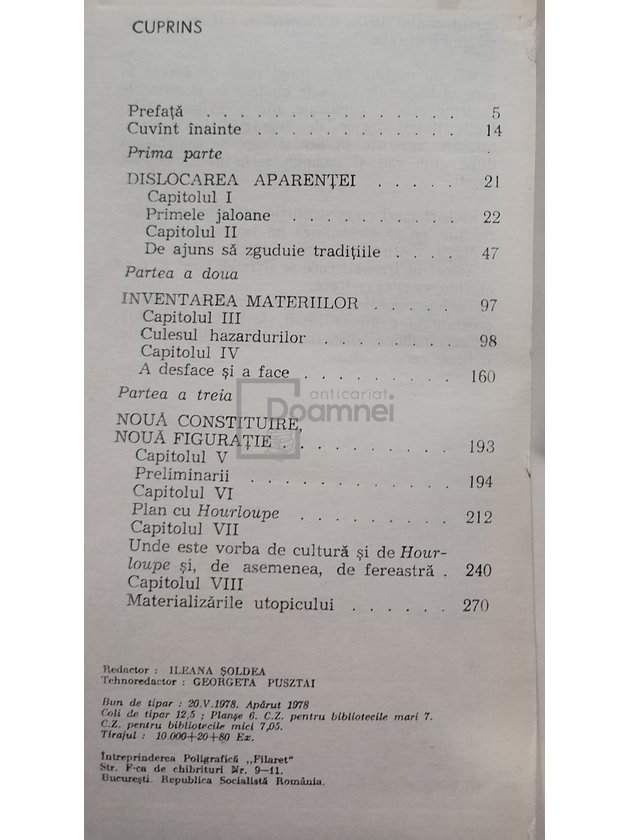 CUPRINS
Prefață . . . . . . . . . . . . . . . 5
Cuvînt înainte . . . . . . . . . . . . 14
Prima parte
DISLOCAREA APARENȚEI . . . . . 21
Capitolul I
Primele jaloane . . . . . . . . . . 22
Capitolul II
De ajuns să zguduie tradițiile . . . . 47
Partea a doua
INVENTAREA MATERIILOR . . . . . 97
Capitolul III
Culesul hazardurilor . . . . . . . . 98
Capitolul IV
A desface și a face . . . . . . . . . 160
Partea a treia
anticariat
Doamnei
NOUĂ CONSTITUIRE,
NOUĂ FIGURAȚIE . . . . . . . . . . 193
Capitolul V
Preliminarii . . . . . . . . . . . . 194
Capitolul VI
Plan cu Hourloupe . . . . . . . . . 212
Capitolul VII
Unde este vorba de cultură și de Hour-
loupe și, de asemenea, de fereastră . 240
Capitolul VIII
Materializările utopicului . . . . . . 270
Redactor : ILEANA ȘOLDEA
Tehnoredactor : GEORGETA PUSZTAI
Bun de tipar : 20.V.1978. Apărut 1978
Coli de tipar 12,5 ; Planșe 6. C.Z. pentru bibliotecile mari 7.
C.Z. pentru bibliotecile mici 7,05.
Tirajul : 10.000+20+80 Ex.
Întreprinderea Poligrafică „Filaret"
Str. F-ca de chibrituri Nr. 9-11.
București. Republica Socialistă România.